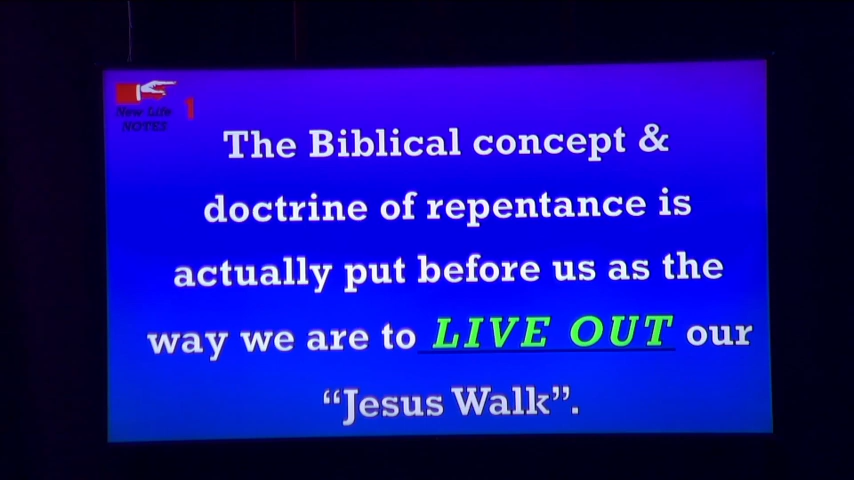 New Life
NOTES
1
The Biblical concept &
doctrine of repentance is
actually put before us as the
way we are to LIVE OUT our
“Jesus Walk”.